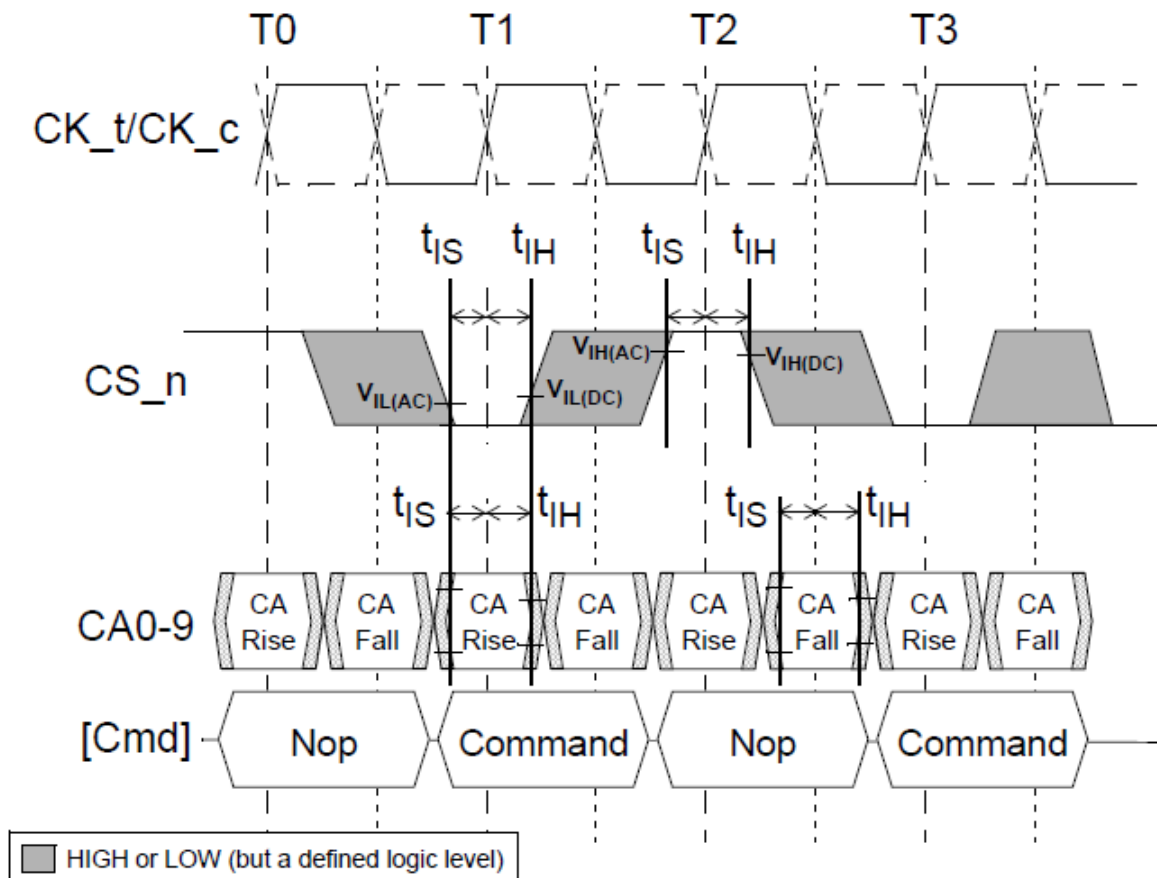 T0 T1 T2 T3
CK_t/CK_c
tIS tIH tIS tIH
CS_n
VIL(AC) VIL(DC) VIH(AC) VIH(DC)
tIS tIH tIS tIH
CA0-9
CA CA CA CA CA CA CA CA
Rise Fall Rise Fall Rise Fall Rise Fall
[Cmd] Nop Command Nop Command
HIGH or LOW (but a defined logic level)